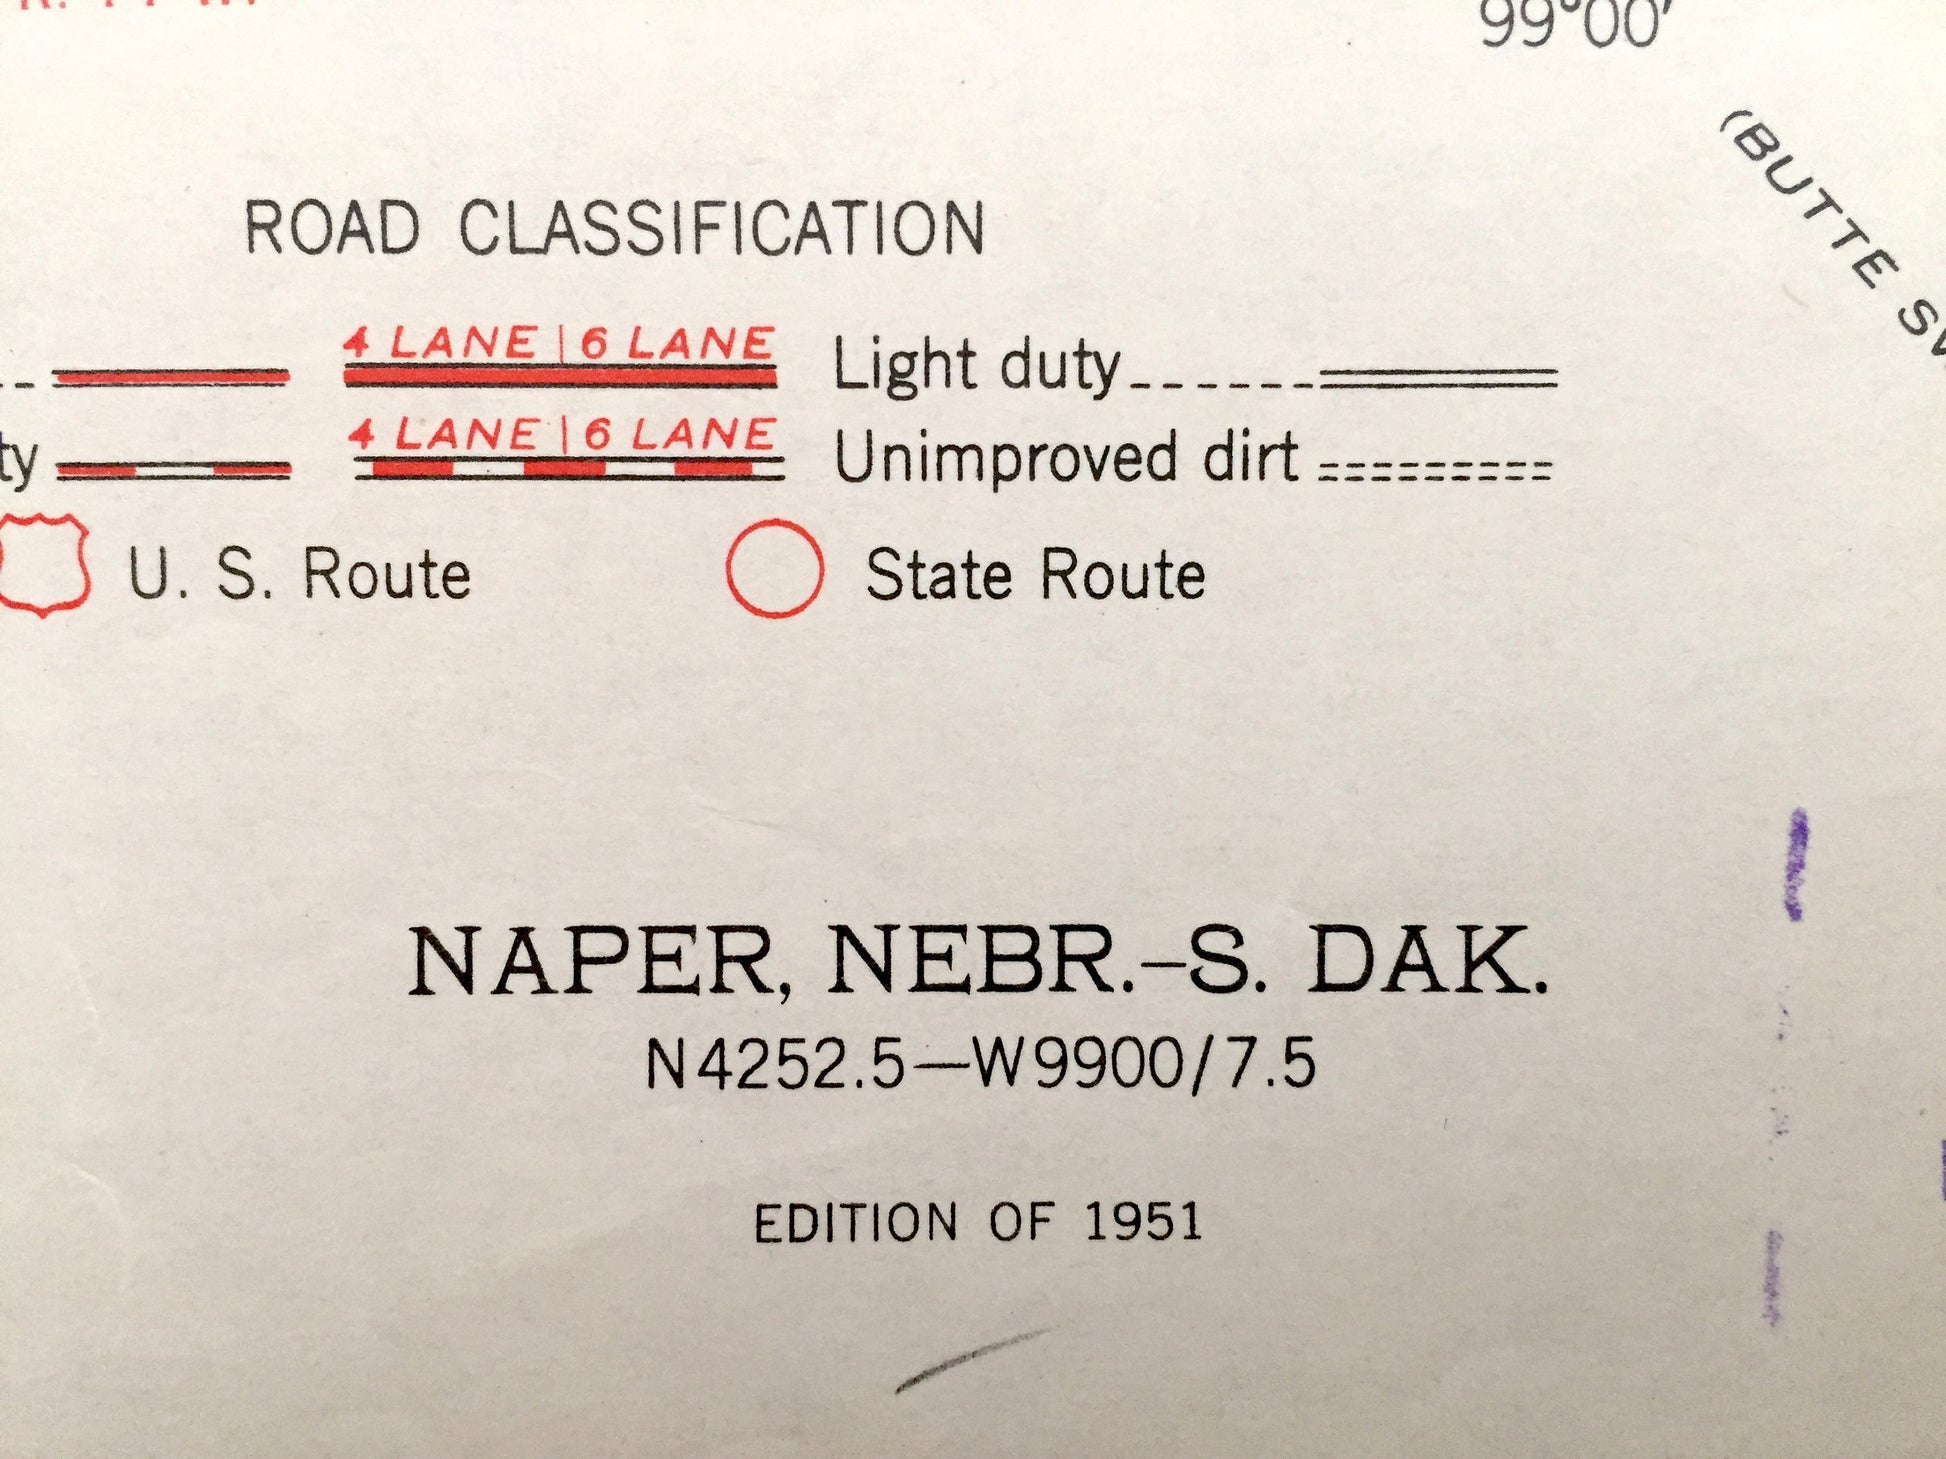 99°00'
(BUTTE
ROAD CLASSIFICATION
4 LANE | 6 LANE Light duty
4 LANE | 6 LANE Unimproved dirt
U. S. Route State Route
NAPER, NEBR.–S. DAK.
N4252.5—W9900/7.5
EDITION OF 1951